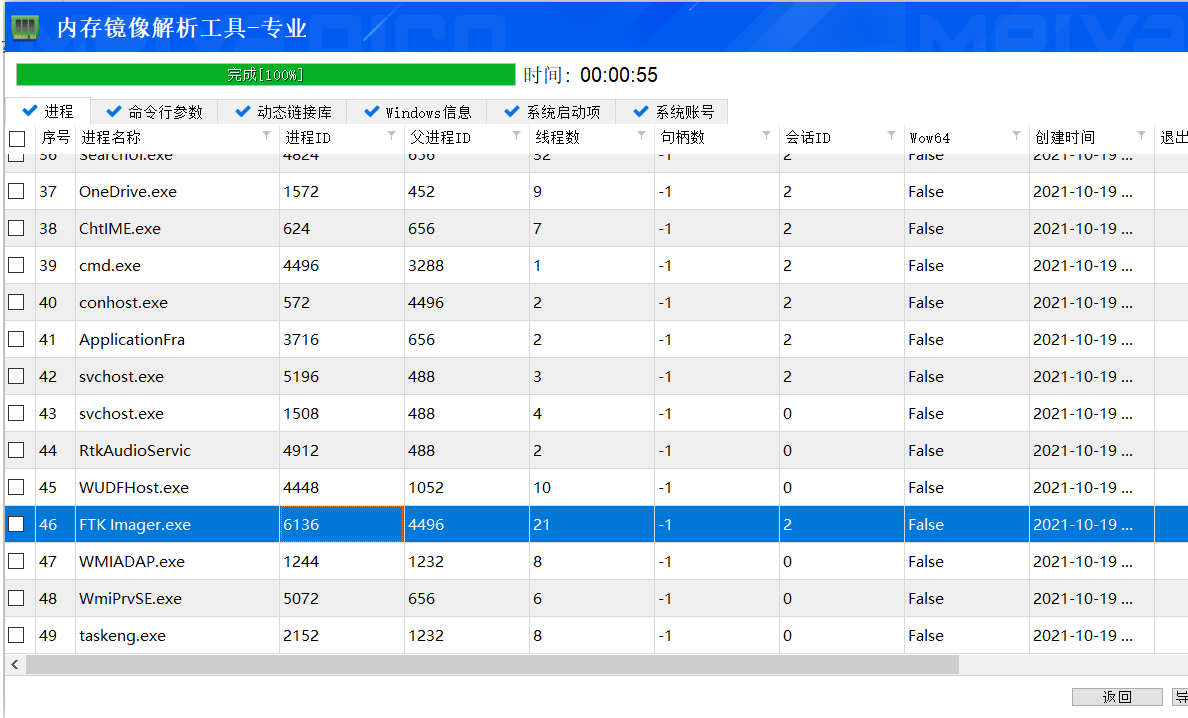 内存镜像解析工具-专业
完成[100%] 时间: 00:00:55
进程 命令行参数 动态链接库 Windows信息 系统启动项 系统账号
序号 进程名称 进程ID 父进程ID 线程数 句柄数 会话ID Wow64 创建时间 退出
36 SearchUI.exe 4824 656 32 -1 2 False 2021-10-19 ...
37 OneDrive.exe 1572 452 9 -1 2 False 2021-10-19 ...
38 ChtIME.exe 624 656 7 -1 2 False 2021-10-19 ...
39 cmd.exe 4496 3288 1 -1 2 False 2021-10-19 ...
40 conhost.exe 572 4496 2 -1 2 False 2021-10-19 ...
41 ApplicationFra 3716 656 2 -1 2 False 2021-10-19 ...
42 svchost.exe 5196 488 3 -1 2 False 2021-10-19 ...
43 svchost.exe 1508 488 4 -1 0 False 2021-10-19 ...
44 RtkAudioServic 4912 488 2 -1 0 False 2021-10-19 ...
45 WUDFHost.exe 4448 1052 10 -1 0 False 2021-10-19 ...
46 FTK Imager.exe 6136 4496 21 -1 2 False 2021-10-19 ...
47 WMIADAP.exe 1244 1232 8 -1 0 False 2021-10-19 ...
48 WmiPrvSE.exe 5072 656 6 -1 0 False 2021-10-19 ...
49 taskeng.exe 2152 1232 8 -1 0 False 2021-10-19 ...
返回 导